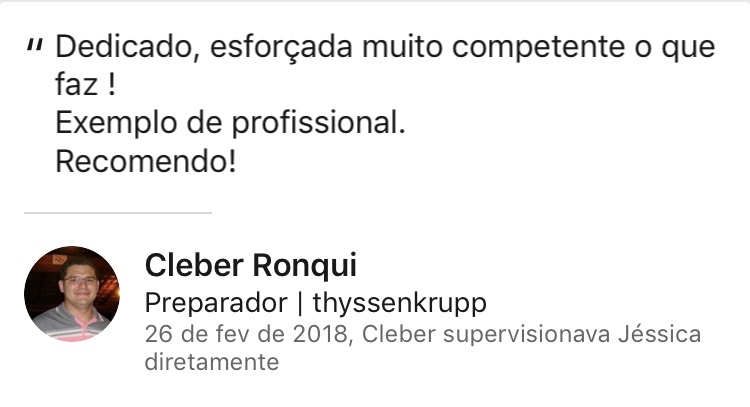 " Dedicado, esforçada muito competente o que
faz !
Exemplo de profissional.
Recomendo!
Cleber Ronqui
Preparador | thyssenkrupp
26 de fev de 2018, Cleber supervisionava Jéssica
diretamente